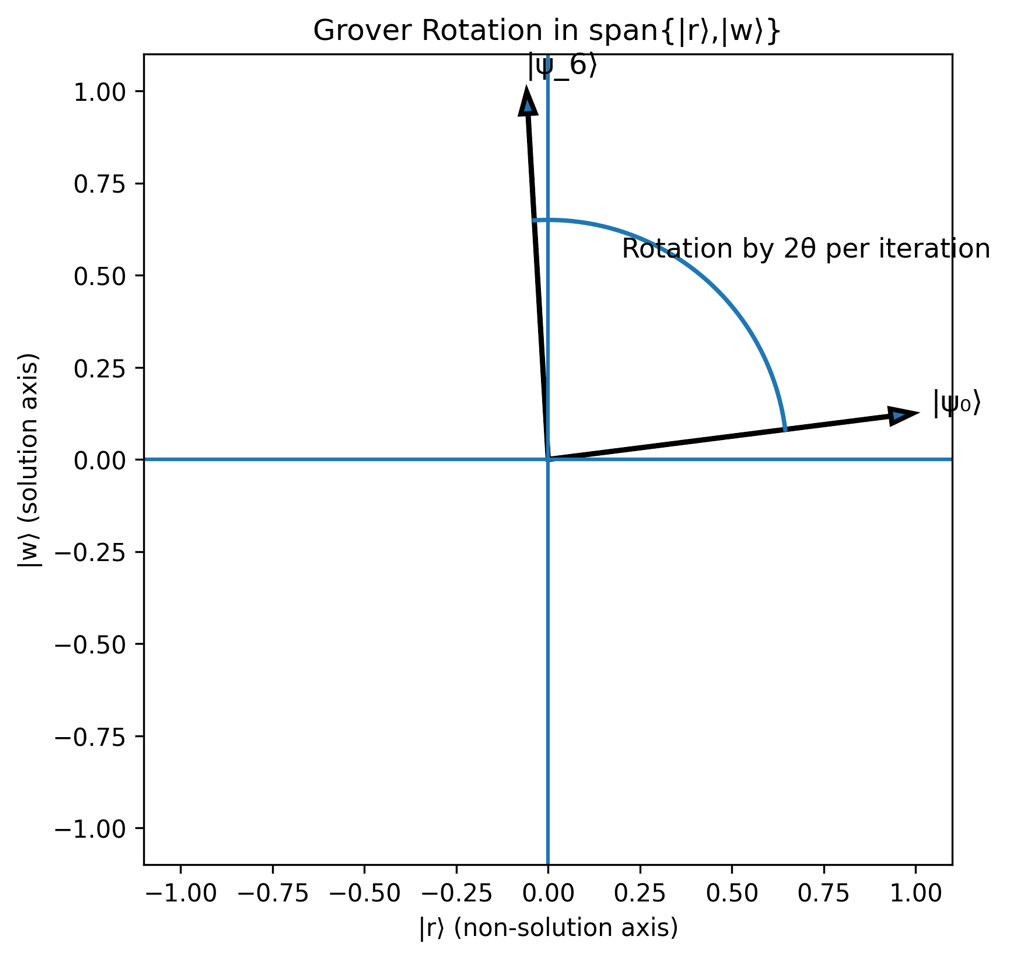 Grover Rotation in span{|r⟩,|w⟩}
|ψ_6⟩
1.00
0.75
Rotation by 2θ per iteration
0.50
0.25
|ψ₀⟩
0.00
|w⟩ (solution axis)
−0.25
−0.50
−0.75
−1.00
−1.00 −0.75 −0.50 −0.25 0.00 0.25 0.50 0.75 1.00
|r⟩ (non-solution axis)